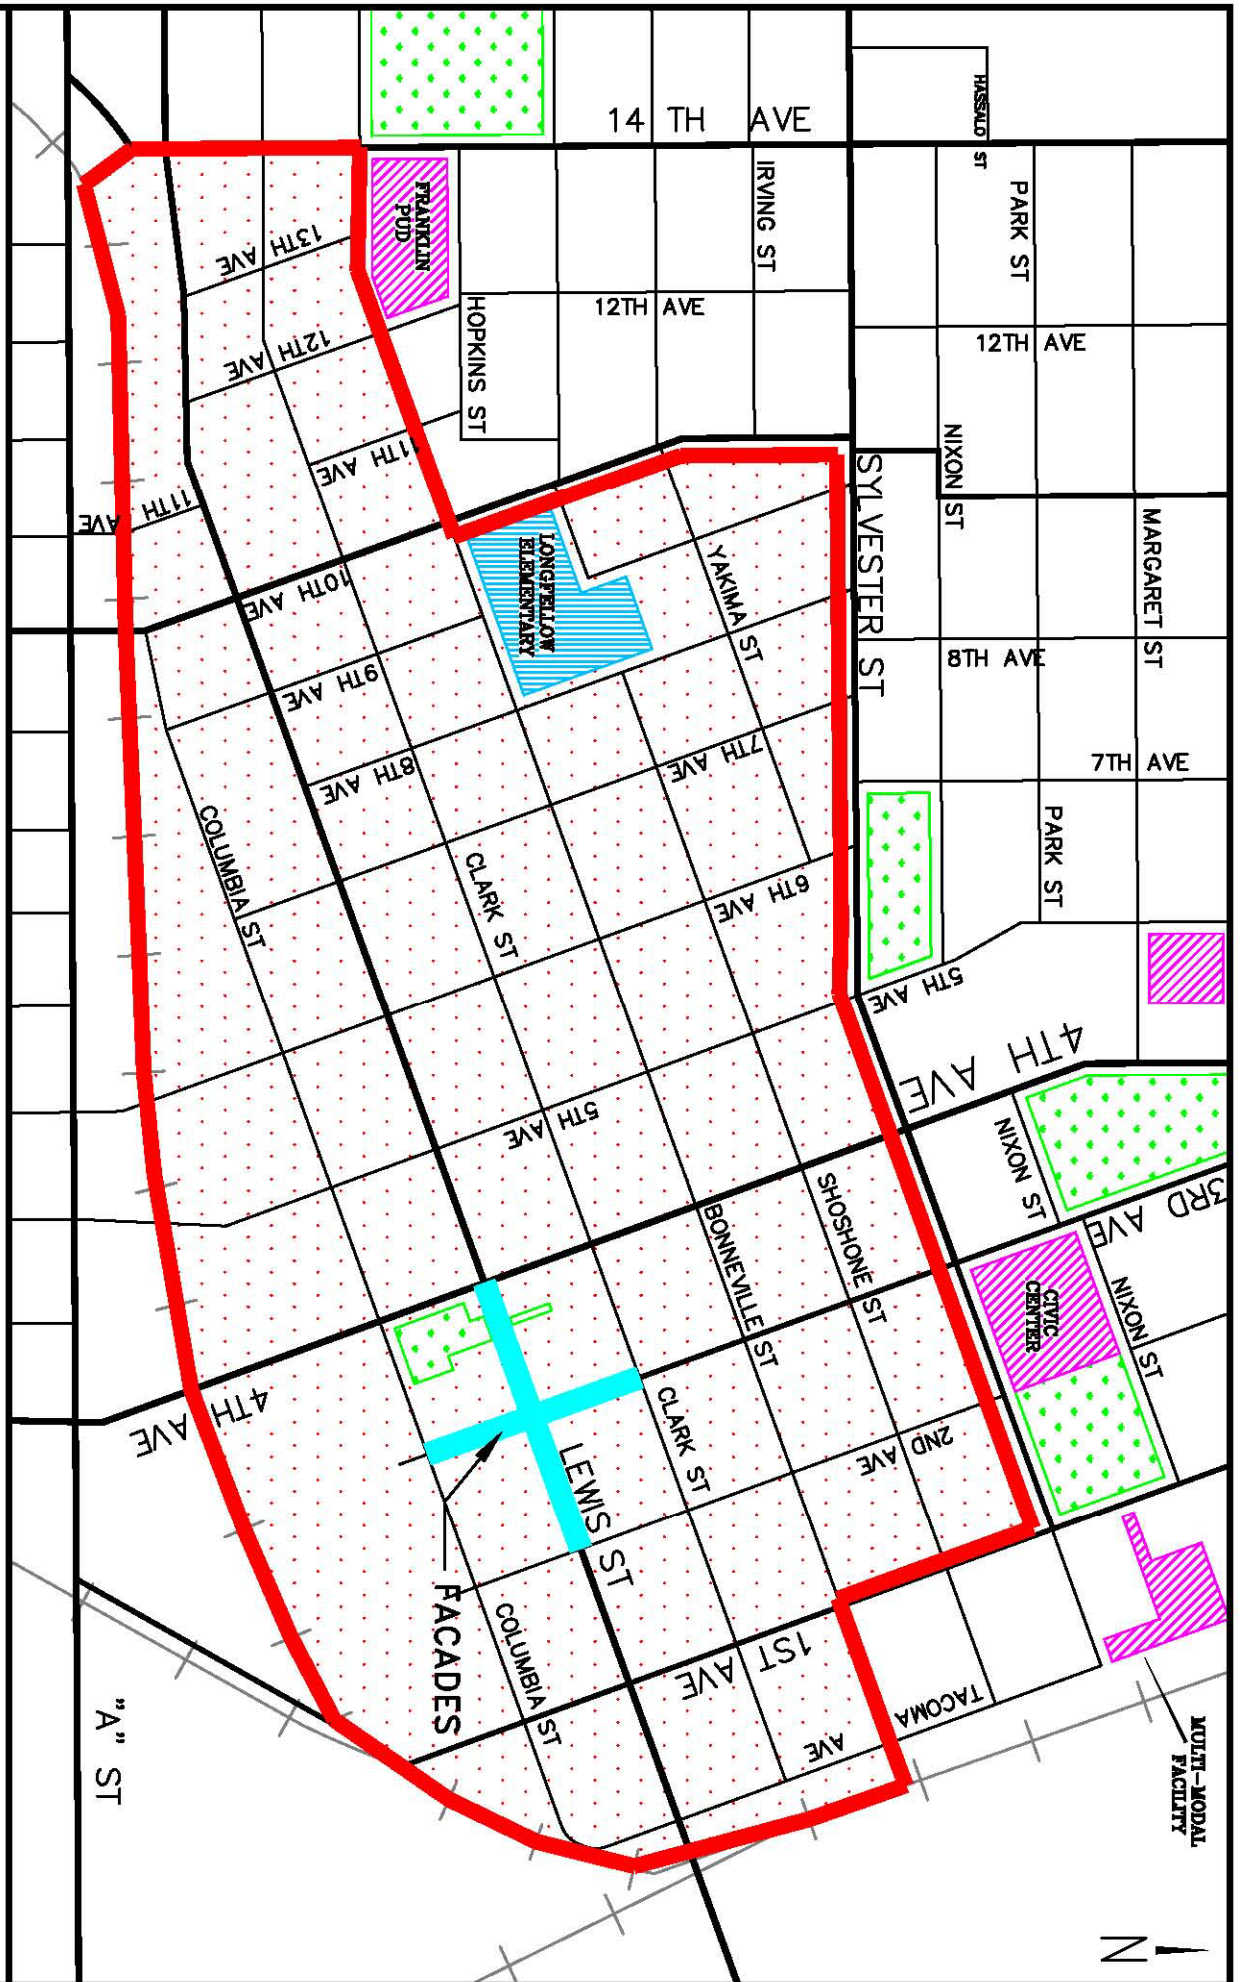 HASSALO ST
PARK ST
14 TH AVE
IRVING ST
12TH AVE
12TH AVE
FRANKLIN
PUD
13TH AVE
HOPKINS ST
12TH AVE
11TH AVE
11TH AVE
NIXON ST
SYLVESTER ST
MARGARET ST
LONGFELLOW
ELEMENTARY
YAKIMA ST
10TH AVE
8TH AVE
9TH AVE
7TH AVE
8TH AVE
7TH AVE
COLUMBIA ST
CLARK ST
PARK ST
6TH AVE
5TH AVE
4TH AVE
5TH AVE
NIXON ST
3RD AVE
SHOSHONE ST
BONNEVILLE ST
CIVIC
CENTER
NIXON ST
4TH AVE
CLARK ST
2ND AVE
LEWIS ST
FACADES
COLUMBIA ST
1ST AVE
TACOMA AVE
MULTI-MODAL
FACILITY
"A" ST
N